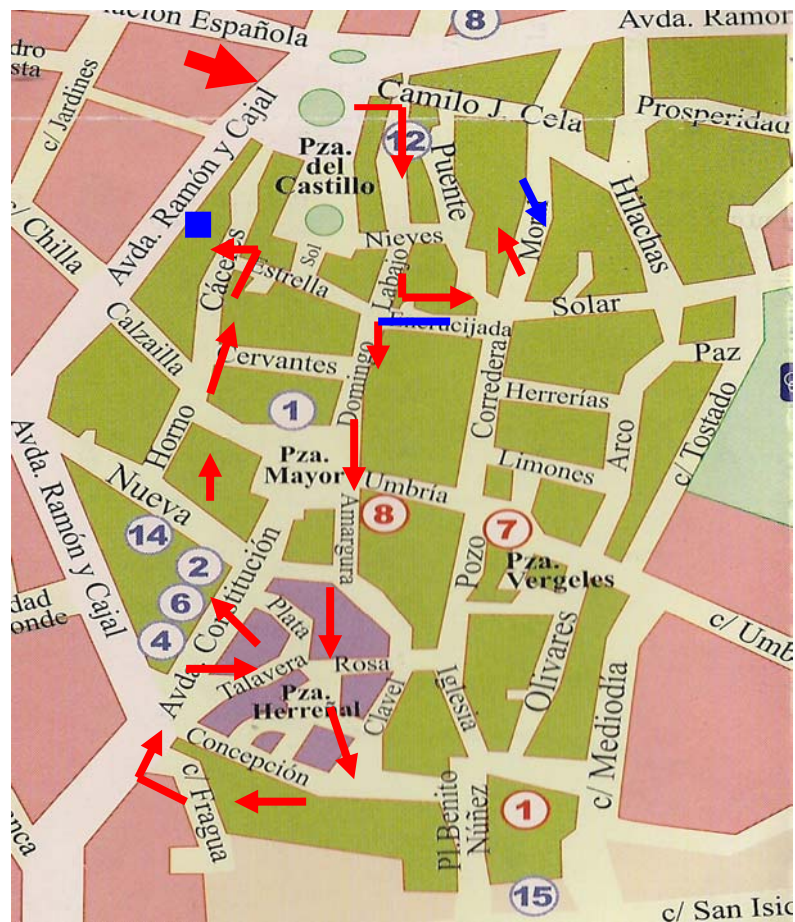 ación Española
Avda. Ramón
8
dro
sta
c/ Jardines
Camilo J. Cela
Prosperidad
Avda. Ramón y Cajal
Pza.
del
Castillo
12
Puente
Hilachas
c/ Chilla
Nieves
Sol
Cáceres
Estrella
Labajo
Solar
Encrucijada
Calzailla
Cervantes
Domingo
Corredera
Paz
Herrerías
1
Horno
Pza.
Mayor
Limones
Arco
c/ Tostado
Avda. Ramón y Cajal
Nueva
Umbría
8
Amargura
7
14
2
6
4
Avda. Constitución
Pozo
Pza.
Vergeles
dad
onde
Plata
c/ Umb
Talavera
Rosa
Pza.
Herreñal
Clavel
Iglesia
Olivares
c/ Mediodía
Concepción
c/ Fragua
Pl.Benito
Núñez
1
15
c/ San Isid